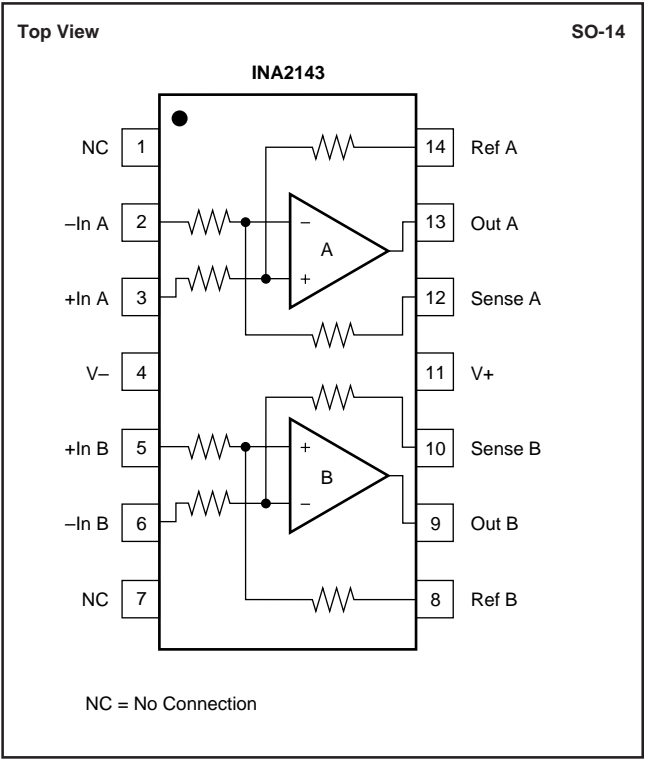 Top View SO-14
INA2143
NC 1 14 Ref A
–In A 2 – 13 Out A
A
+In A 3 + 12 Sense A
V– 4 11 V+
+In B 5 + 10 Sense B
B
–In B 6 – 9 Out B
NC 7 8 Ref B
NC = No Connection